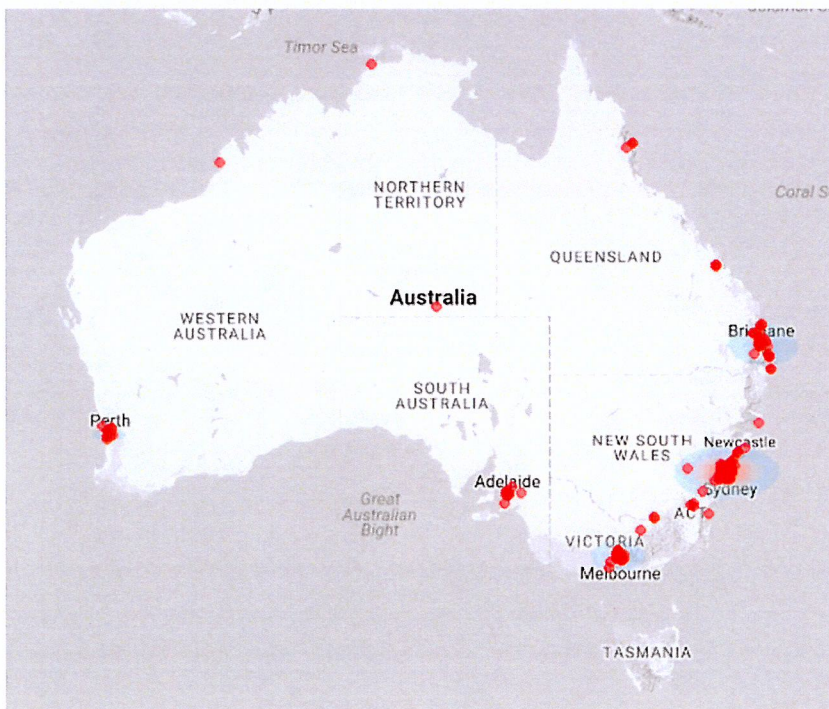 Timor Sea
NORTHERN
TERRITORY
Coral S
QUEENSLAND
Australia
WESTERN
AUSTRALIA
Brisbane
SOUTH
AUSTRALIA
Perth
NEW SOUTH
WALES
Newcastle
Adelaide
Sydney
Great
Australian
Bight
ACT
VICTORIA
Melbourne
TASMANIA